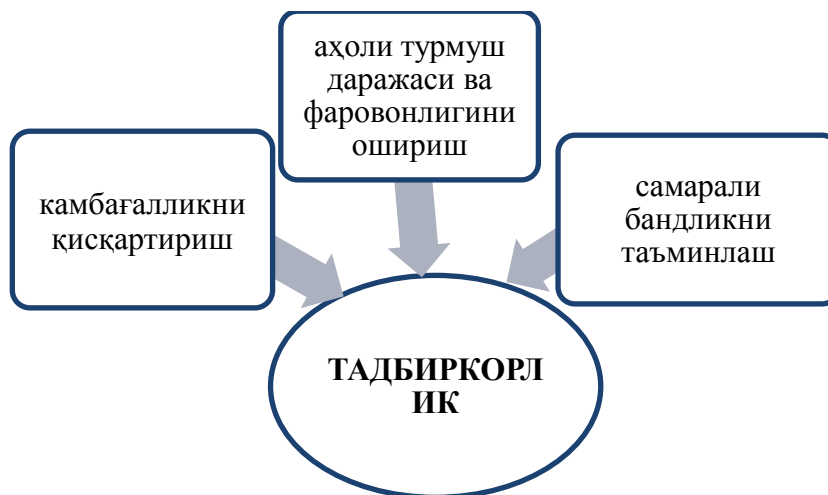 аҳоли турмуш
даражаси ва
фаровонлигини
ошириш
камбағалликни
қисқартириш
самарали
бандликни
таъминлаш
ТАДБИРКОРЛ
ИК